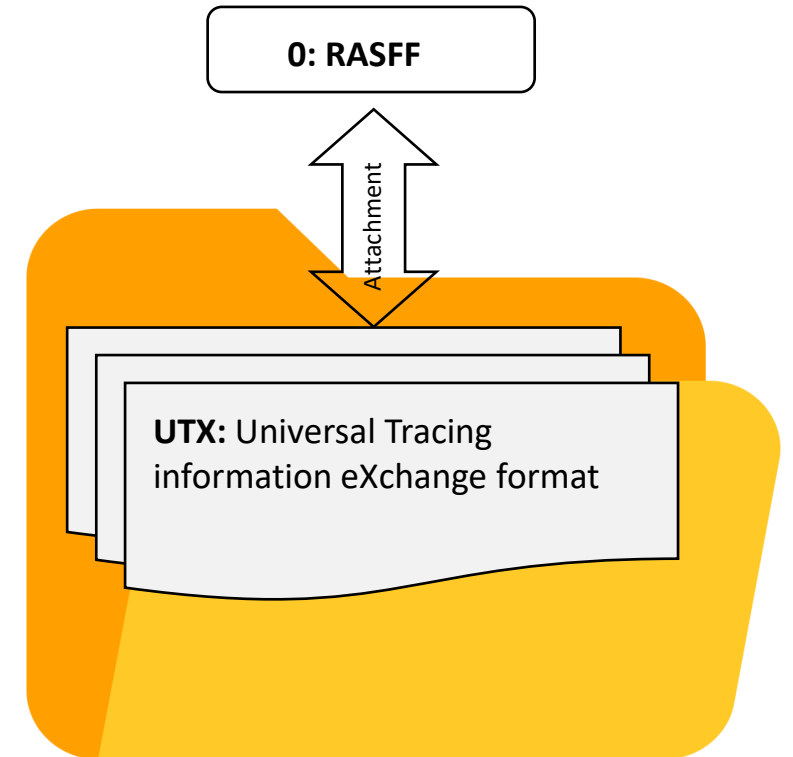 0: RASFF
Attachment
UTX: Universal Tracing
information eXchange format